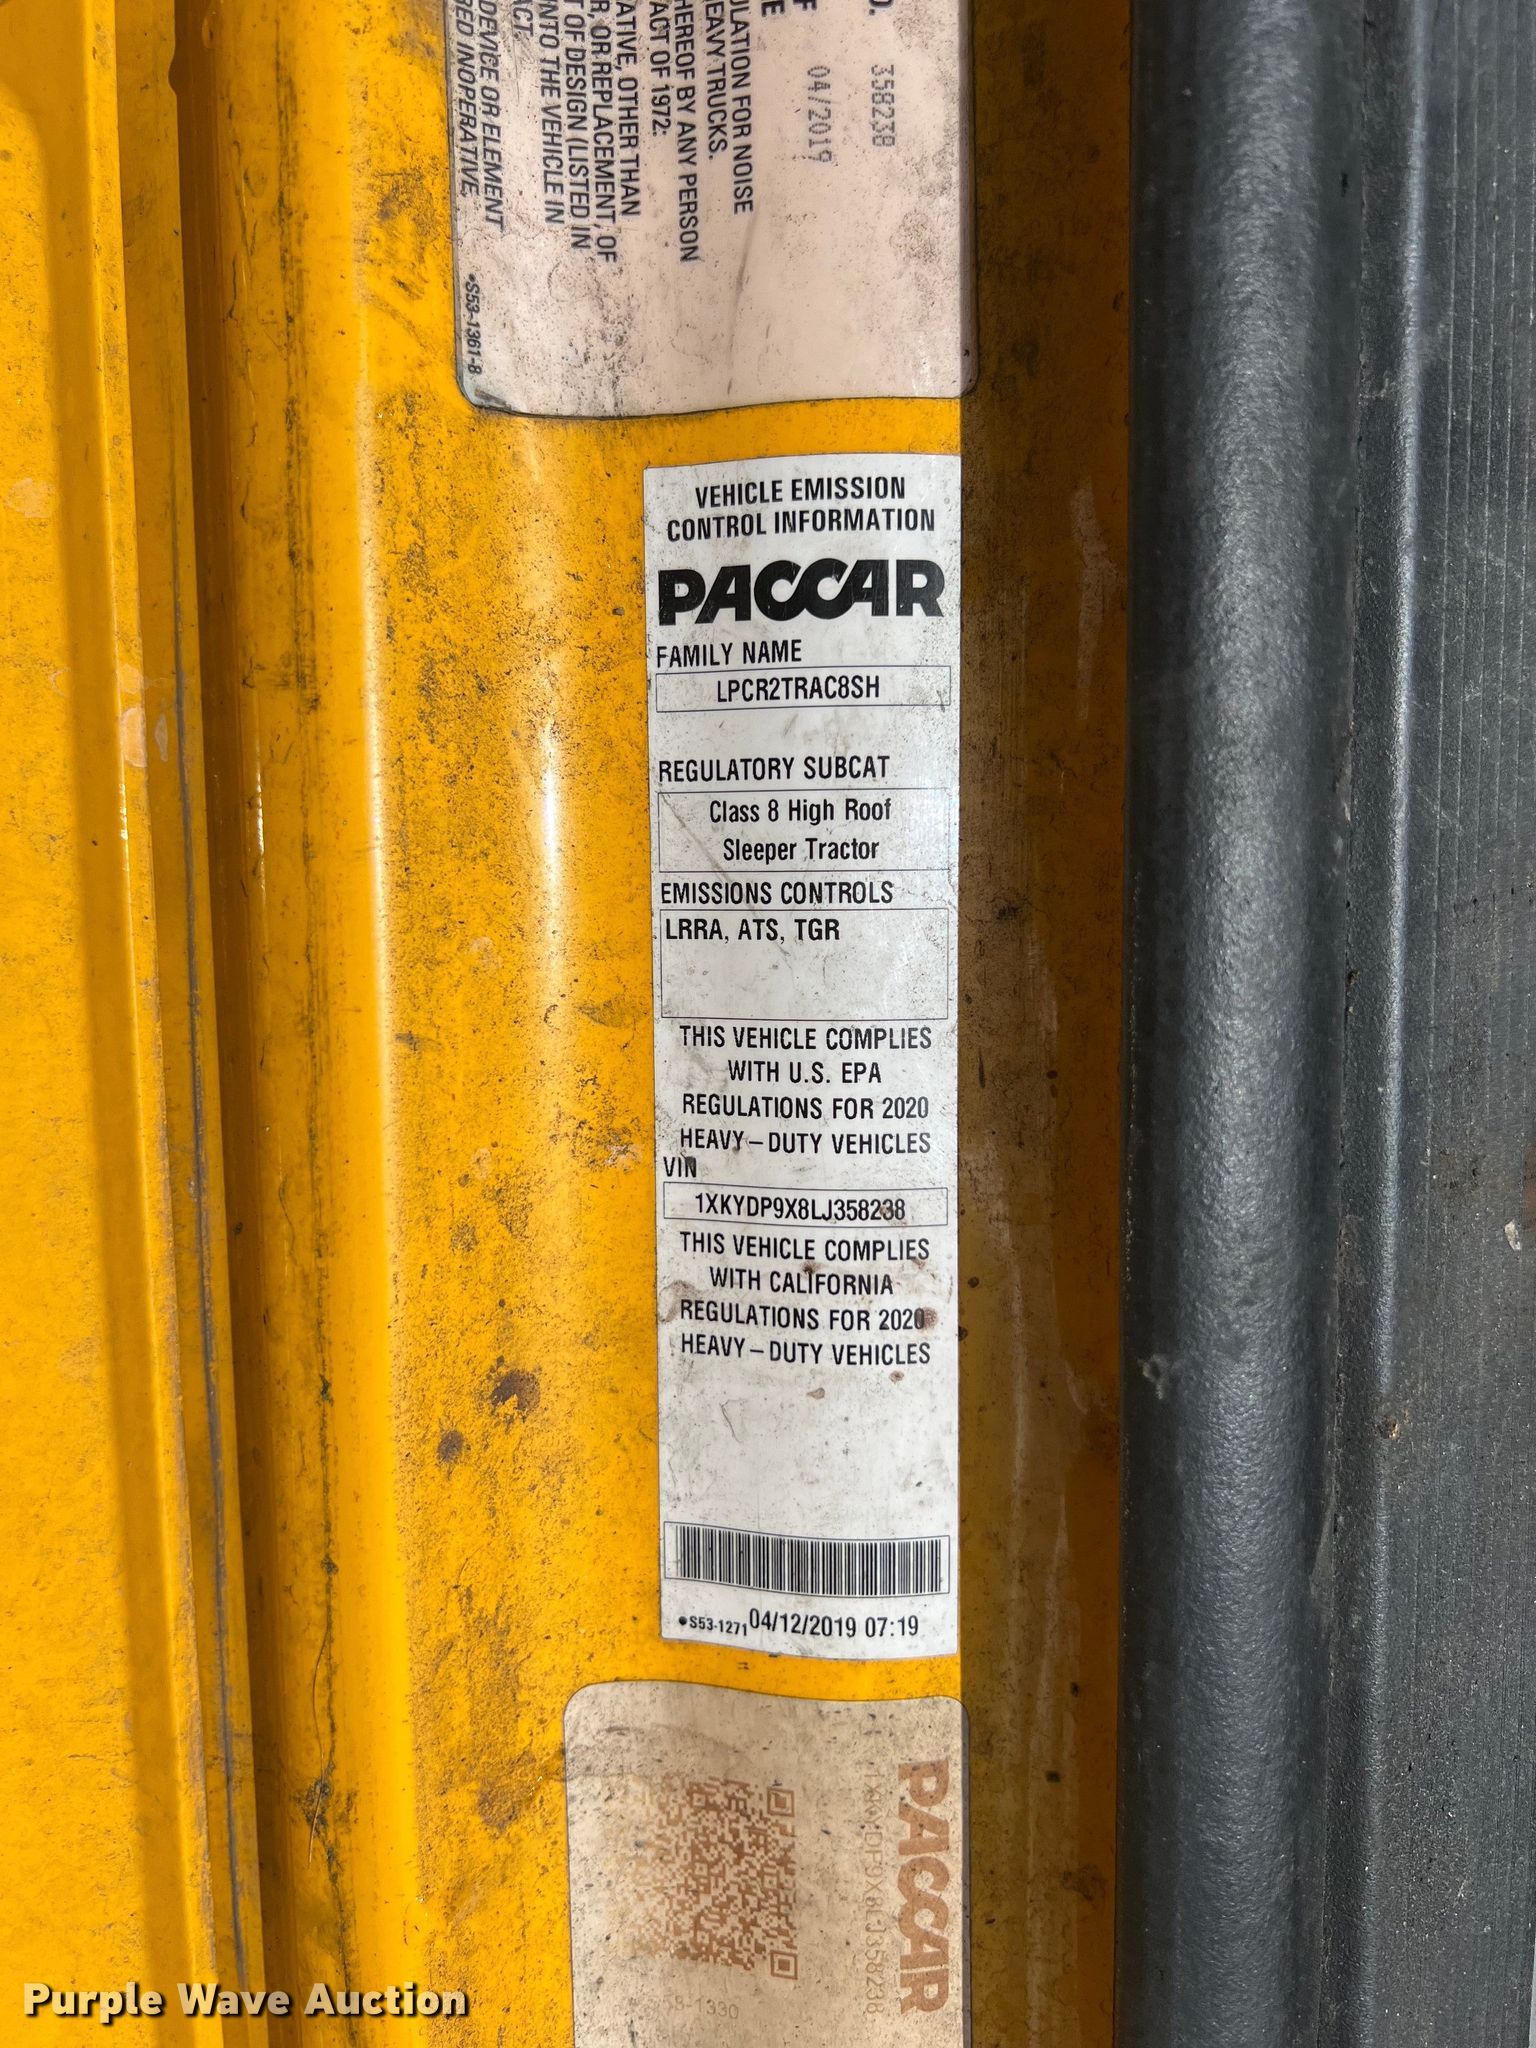 O. 358238
F 04/2019
E
ULATION FOR NOISE
HEAVY TRUCKS.
HEREOF BY ANY PERSON
ACT OF 1972:
ATIVE, OTHER THAN
R, OR REPLACEMENT, OF
T OF DESIGN (LISTED IN
INTO THE VEHICLE IN
ACT.
DEVICE OR ELEMENT
RED INOPERATIVE.
•S53-1361-8
VEHICLE EMISSION
CONTROL INFORMATION
PACCAR
FAMILY NAME
LPCR2TRAC8SH
REGULATORY SUBCAT
Class 8 High Roof
Sleeper Tractor
EMISSIONS CONTROLS
LRRA, ATS, TGR
THIS VEHICLE COMPLIES
WITH U.S. EPA
REGULATIONS FOR 2020
HEAVY–DUTY VEHICLES
VIN
1XKYDP9X8LJ358238
THIS VEHICLE COMPLIES
WITH CALIFORNIA
REGULATIONS FOR 2020
HEAVY–DUTY VEHICLES
•S53-1271 04/12/2019 07:19
PACCAR
1XKYDP9X8LJ358238
Purple Wave Auction